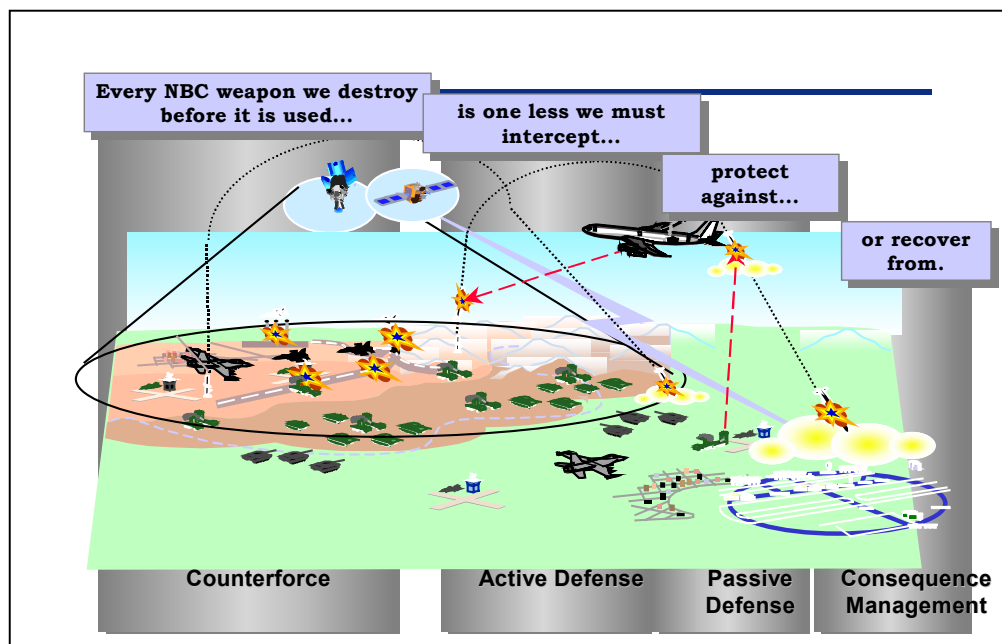 Every NBC weapon we destroy
before it is used...
is one less we must
intercept...
protect
against...
or recover
from.
Counterforce
Active Defense
Passive
Defense
Consequence
Management